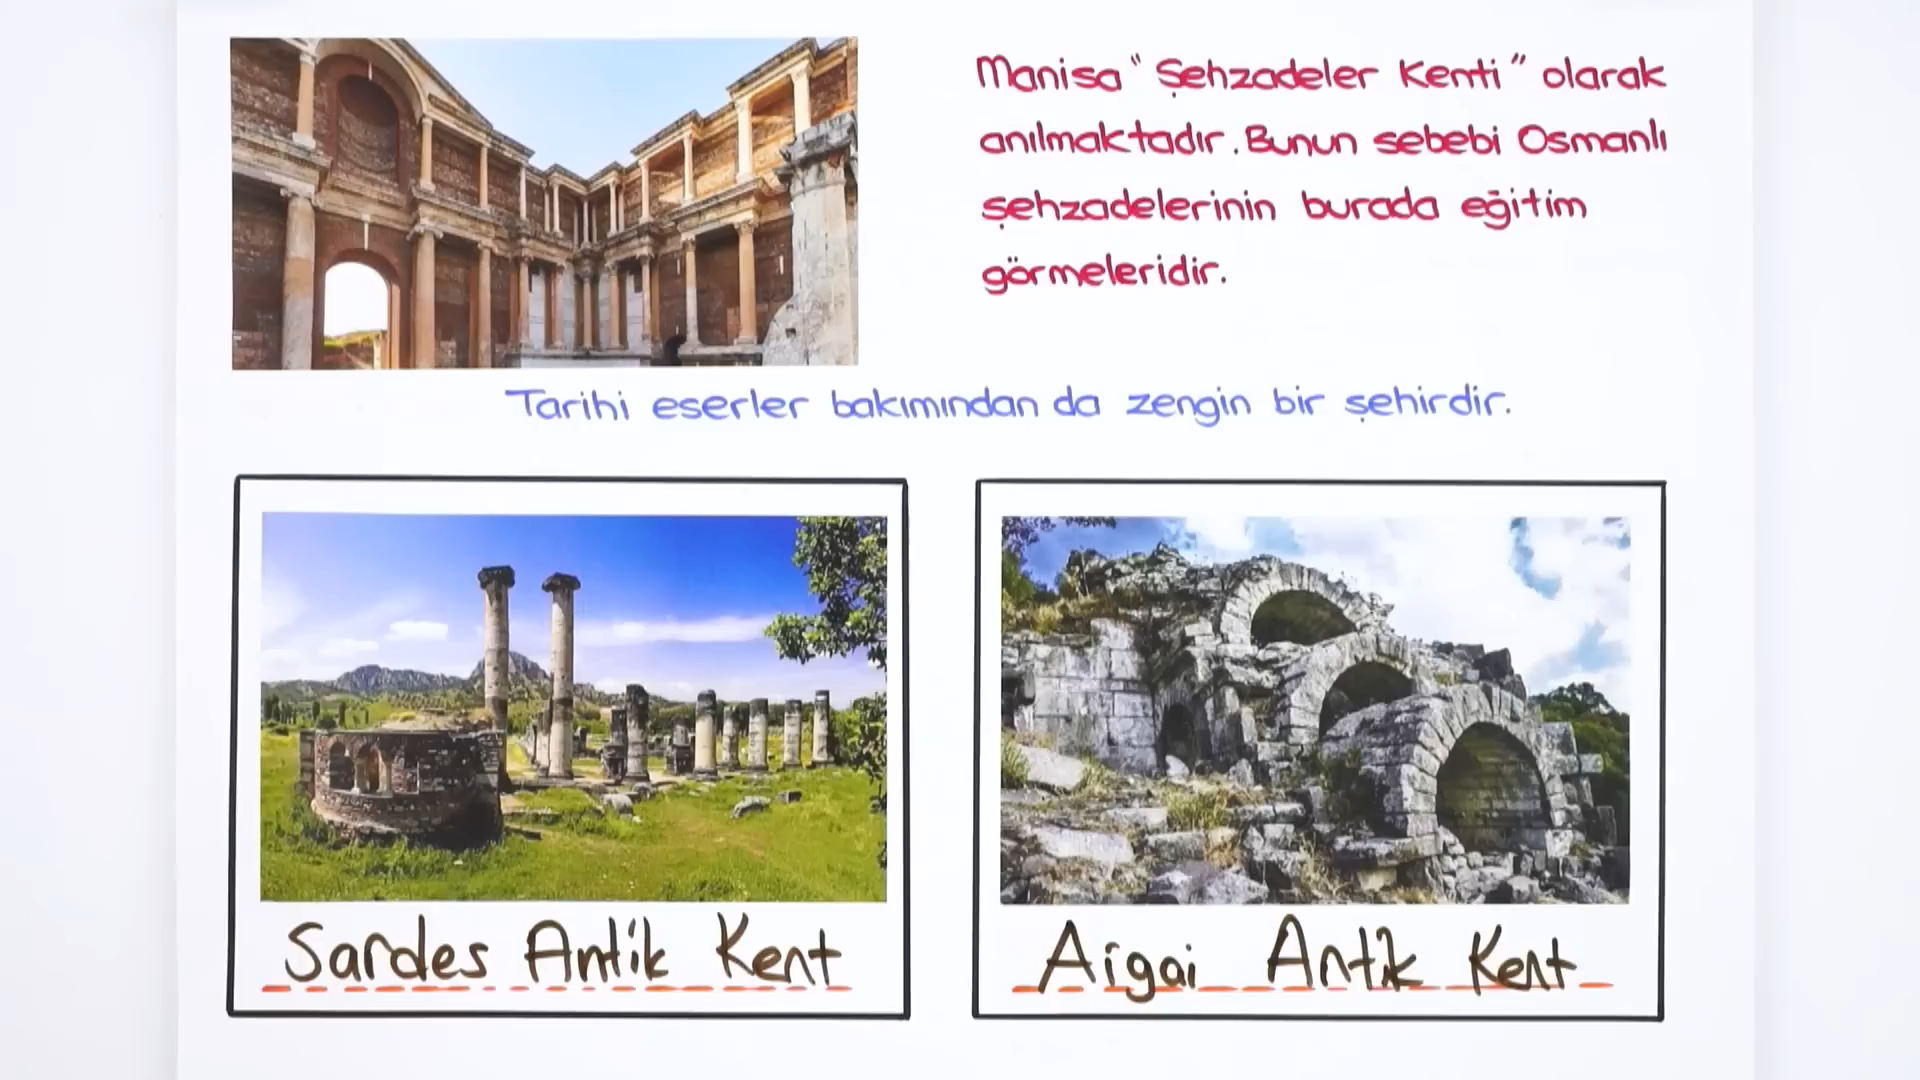 Manisa "Şehzadeler Kenti" olarak
anılmaktadır. Bunun sebebi Osmanlı
şehzadelerinin burada eğitim
görmeleridir.
Tarihi eserler bakımından da zengin bir şehirdir.
Sardes Antik Kent
Aigai Antik Kent